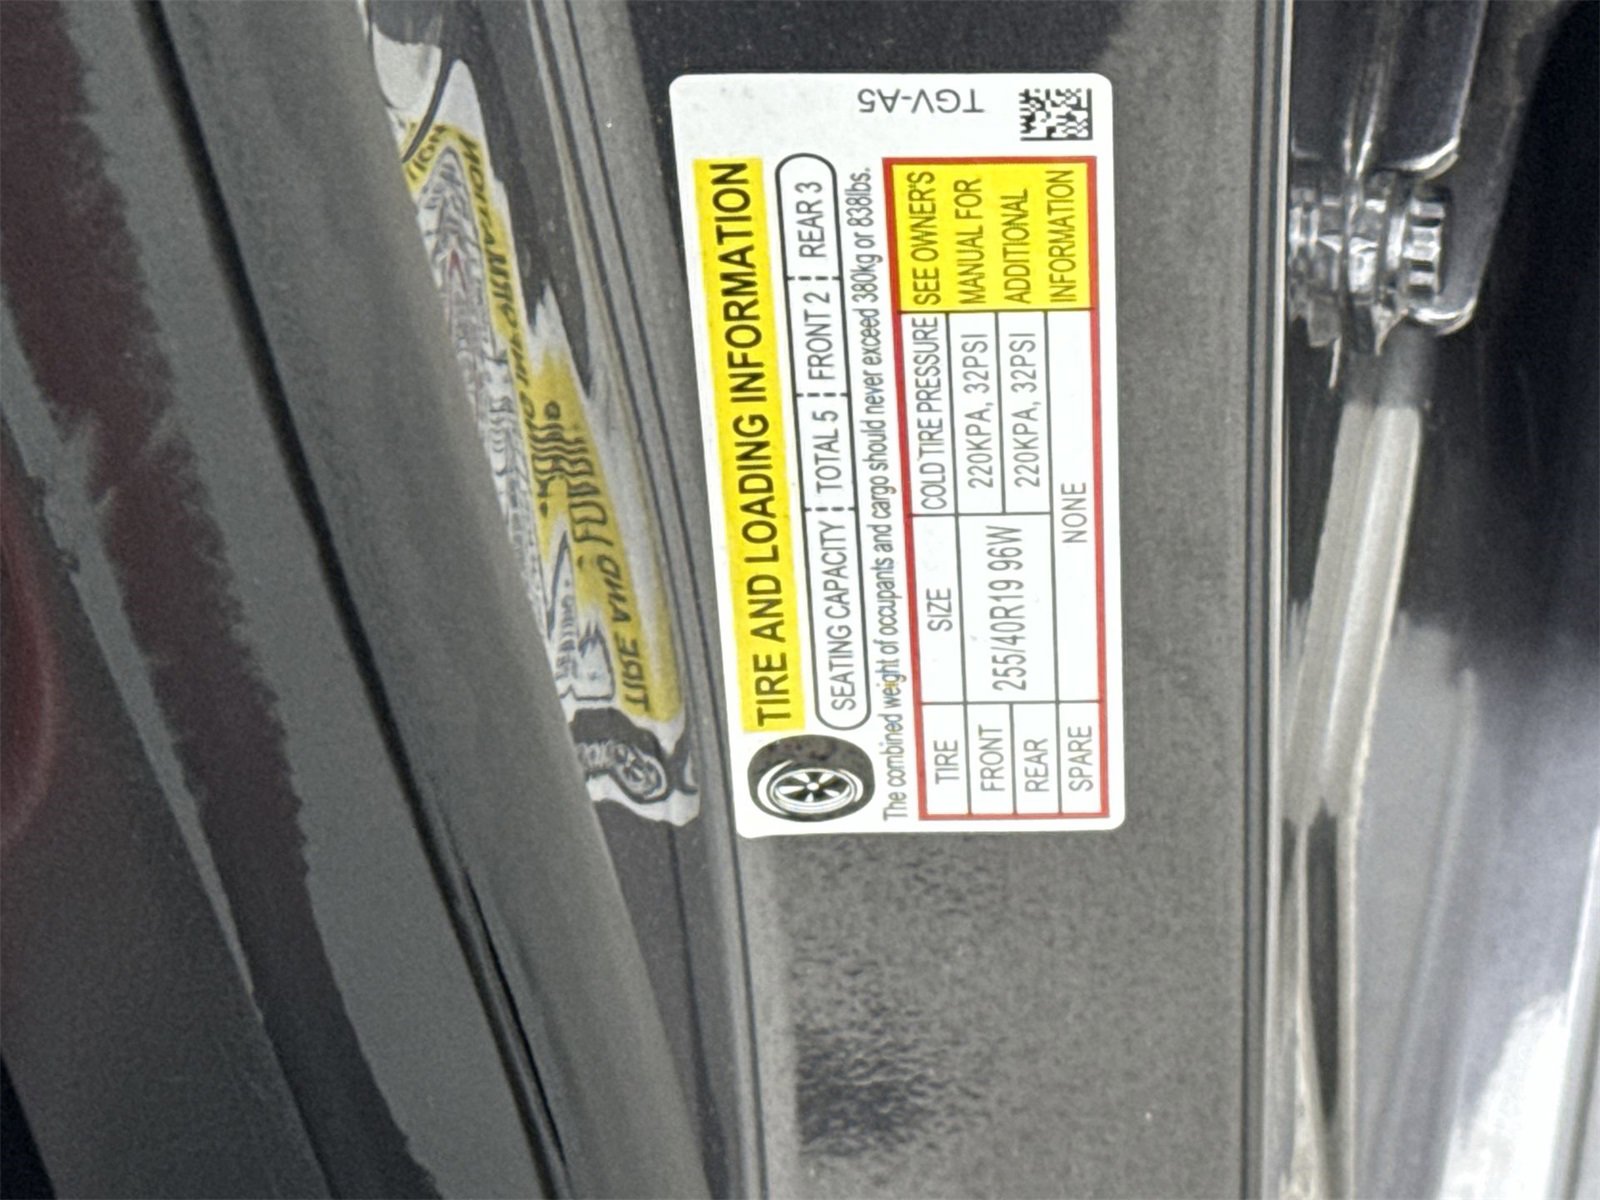 TIRE AND LOADING INFORMATION
SEATING CAPACITY TOTAL 5 FRONT 2 REAR 3
The combined weight of occupants and cargo should never exceed 380kg or 838lbs.
TIRE SIZE COLD TIRE PRESSURE
FRONT 255/40R19 96W 220KPA, 32PSI
REAR 220KPA, 32PSI
SPARE NONE
SEE OWNER'S
MANUAL FOR
ADDITIONAL
INFORMATION
TGV-A5
TIRE AND